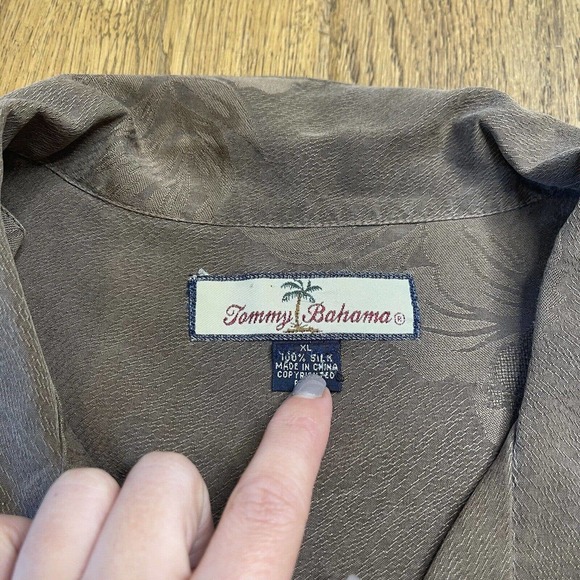 Tommy Bahama ®
XL
100% SILK
MADE IN CHINA
COPYRIGHTED